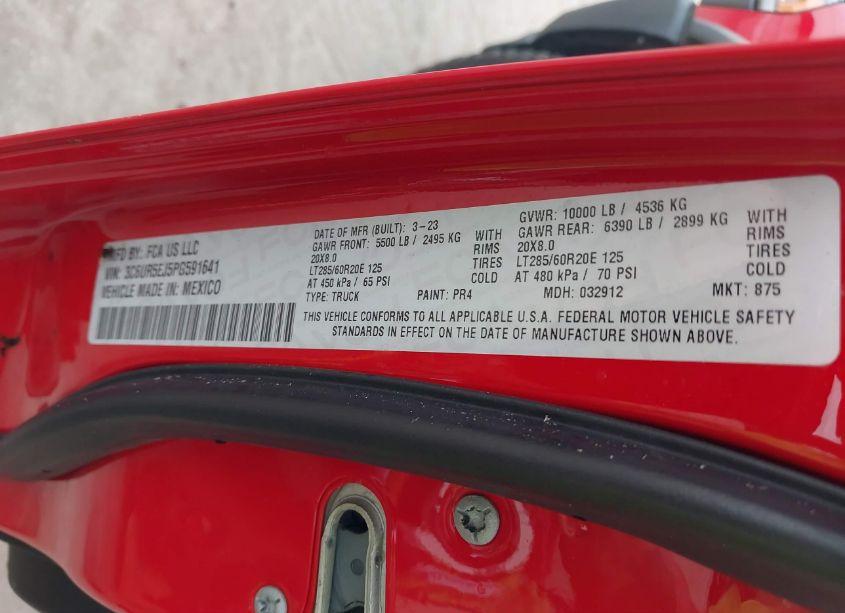 MFD BY: FCA US LLC
VIN: 3C6UR5EJ5PG591641
VEHICLE MADE IN: MEXICO
DATE OF MFR (BUILT): 3-23
GAWR FRONT: 5500 LB / 2495 KG WITH
20X8.0 RIMS
LT285/60R20E 125 TIRES
AT 450 kPa / 65 PSI COLD
TYPE: TRUCK PAINT: PR4
GVWR: 10000 LB / 4536 KG
GAWR REAR: 6390 LB / 2899 KG WITH
20X8.0 RIMS
LT285/60R20E 125 TIRES
AT 480 kPa / 70 PSI COLD
MDH: 032912 MKT: 875
THIS VEHICLE CONFORMS TO ALL APPLICABLE U.S.A. FEDERAL MOTOR VEHICLE SAFETY
STANDARDS IN EFFECT ON THE DATE OF MANUFACTURE SHOWN ABOVE.